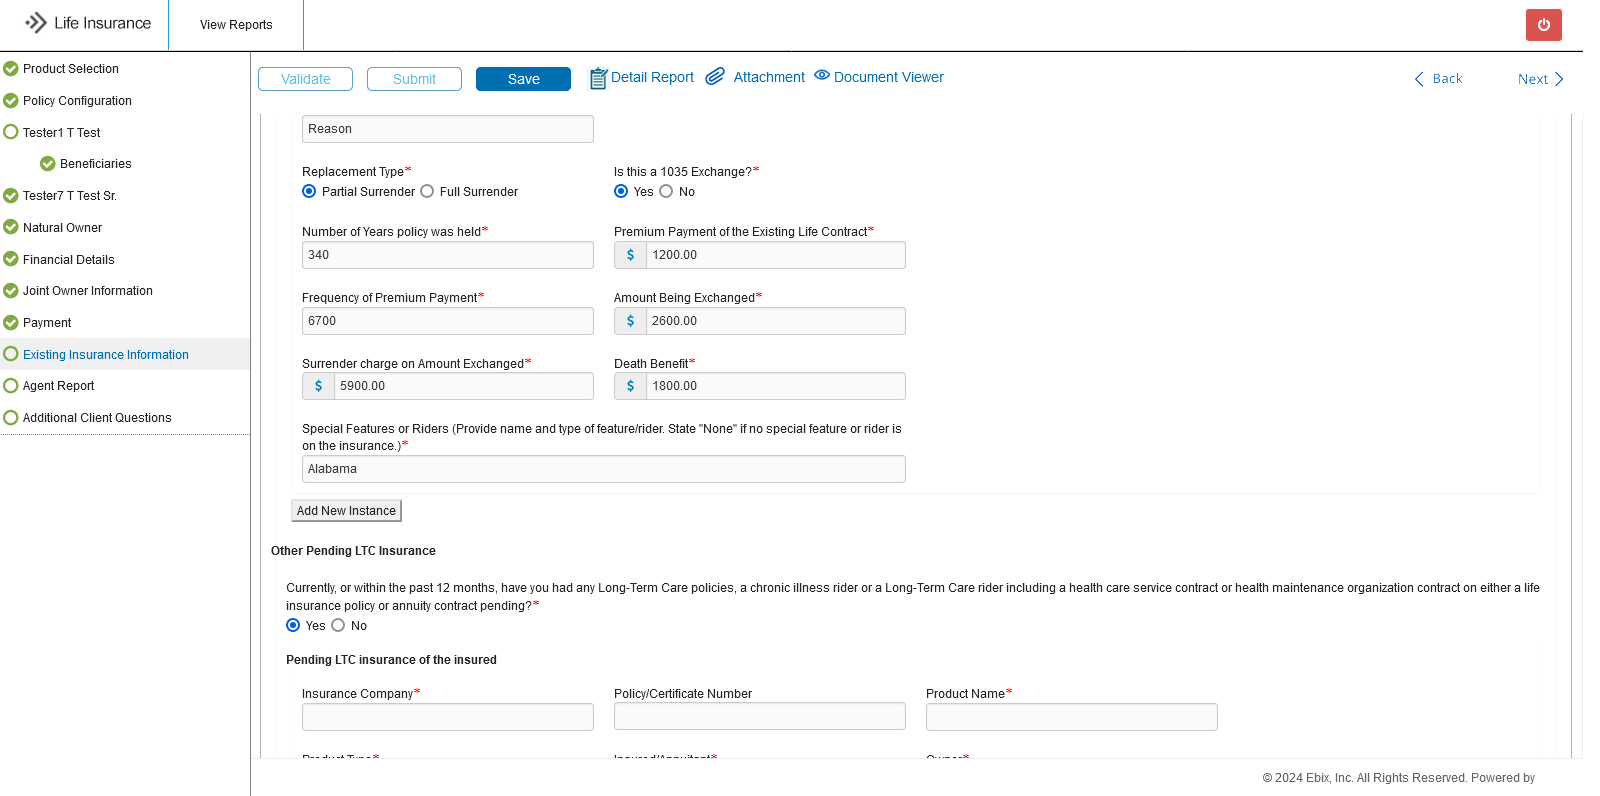 Life Insurance
View Reports
Product Selection
Policy Configuration
Tester1 T Test
Beneficiaries
Tester7 T Test Sr.
Natural Owner
Financial Details
Joint Owner Information
Payment
Existing Insurance Information
Agent Report
Additional Client Questions
Validate
Submit
Save
Detail Report
Attachment
Document Viewer
Back
Next
Reason
Replacement Type*
Is this a 1035 Exchange?*
Partial Surrender Full Surrender
Yes No
Number of Years policy was held*
Premium Payment of the Existing Life Contract*
340
$ 1200.00
Frequency of Premium Payment*
Amount Being Exchanged*
6700
$ 2600.00
Surrender charge on Amount Exchanged*
Death Benefit*
$ 5900.00
$ 1800.00
Special Features or Riders (Provide name and type of feature/rider. State "None" if no special feature or rider is
on the insurance.)*
Alabama
Add New Instance
Other Pending LTC Insurance
Currently, or within the past 12 months, have you had any Long-Term Care policies, a chronic illness rider or a Long-Term Care rider including a health care service contract or health maintenance organization contract on either a life
insurance policy or annuity contract pending?*
Yes No
Pending LTC insurance of the insured
Insurance Company*
Policy/Certificate Number
Product Name*
Product Type*
Insured/Annuitant*
Owner*
© 2024 Ebix, Inc. All Rights Reserved. Powered by